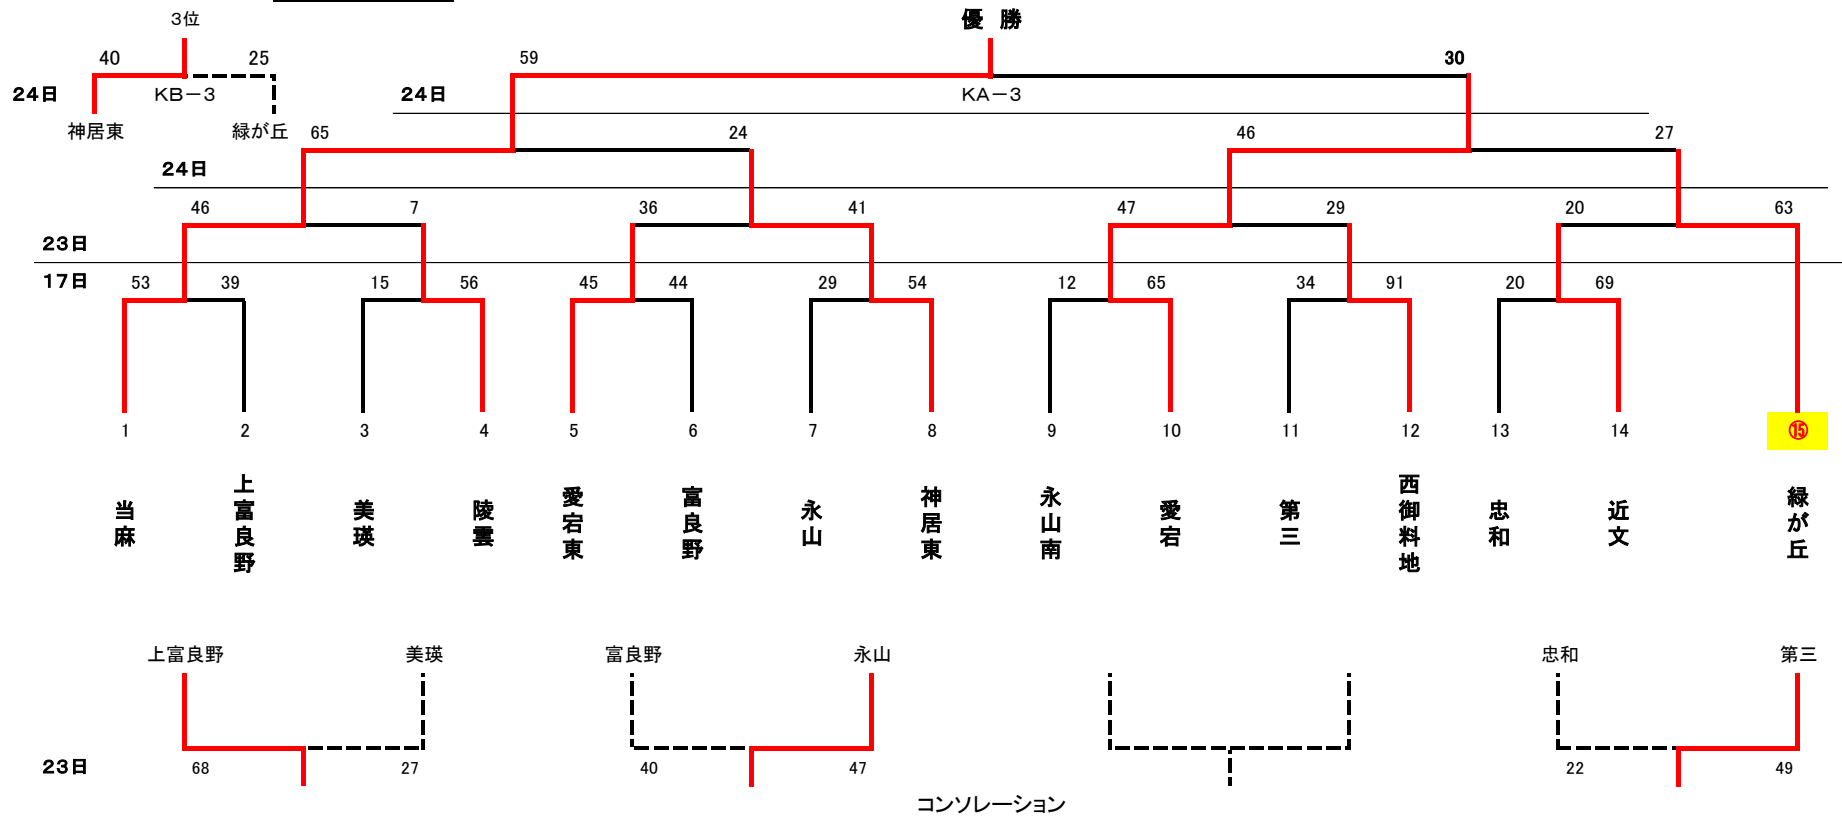 3位
優 勝
40
25
59
30
24日
KB－3
24日
KA－3
神居東
緑が丘
65
24
46
27
24日
46
7
36
41
47
29
20
63
23日
17日
53
39
15
56
45
44
29
54
12
65
34
91
20
69
1
2
3
4
5
6
7
8
9
10
11
12
13
14
⑮
当麻
上富良野
美瑛
陵雲
愛宕東
富良野
永山
神居東
永山南
愛宕
第三
西御料地
忠和
近文
緑が丘
上富良野
美瑛
富良野
永山
忠和
第三
23日
68
27
40
47
22
49
コンソレーション